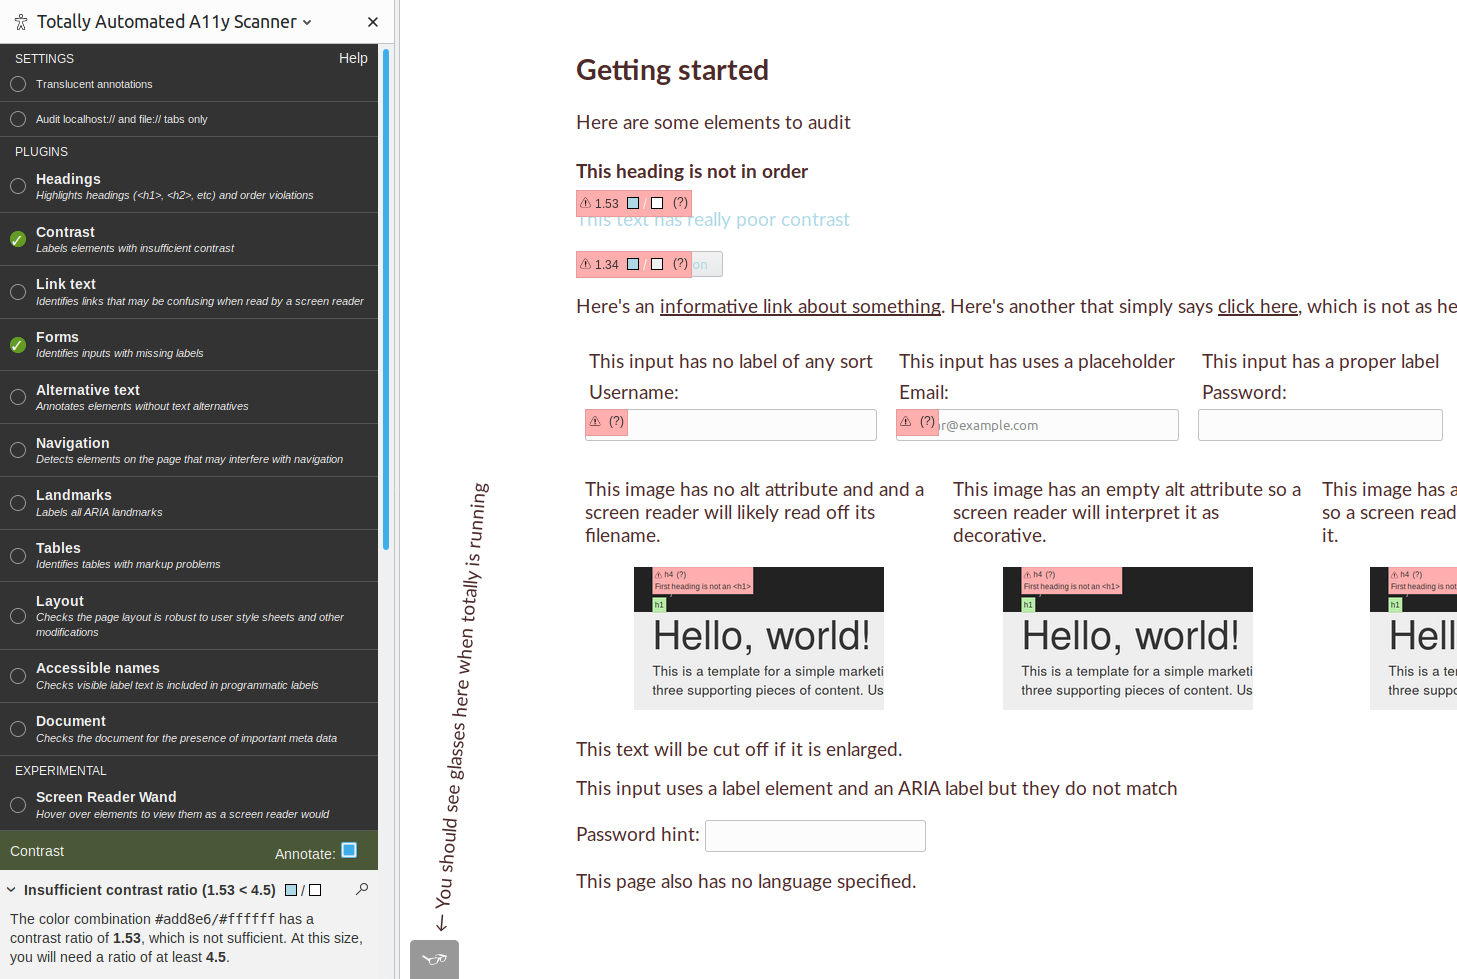 Totally Automated A11y Scanner
SETTINGS
Help
Translucent annotations
Audit localhost:// and file:// tabs only
PLUGINS
Headings
Highlights headings (<h1>, <h2>, etc) and order violations
Contrast
Labels elements with insufficient contrast
Link text
Identifies links that may be confusing when read by a screen reader
Forms
Identifies inputs with missing labels
Alternative text
Annotates elements without text alternatives
Navigation
Detects elements on the page that may interfere with navigation
Landmarks
Labels all ARIA landmarks
Tables
Identifies tables with markup problems
Layout
Checks the page layout is robust to user style sheets and other
modifications
Accessible names
Checks visible label text is included in programmatic labels
Document
Checks the document for the presence of important meta data
EXPERIMENTAL
Screen Reader Wand
Hover over elements to view them as a screen reader would
Contrast
Annotate:
Insufficient contrast ratio (1.53 < 4.5) /
The color combination #add8e6/#ffffff has a
contrast ratio of 1.53, which is not sufficient. At this size,
you will need a ratio of at least 4.5.
Getting started
Here are some elements to audit
This heading is not in order
1.53 / (?)
This text has really poor contrast
1.34 / (?) on
Here's an informative link about something. Here's another that simply says click here, which is not as he
This input has no label of any sort
Username:
(?)
This input has uses a placeholder
Email:
(?) r@example.com
This input has a proper label
Password:
This image has no alt attribute and and a
screen reader will likely read off its
filename.
h4 (?)
First heading is not an <h1>
h1
Hello, world!
This is a template for a simple marketi
three supporting pieces of content. Us
This image has an empty alt attribute so a
screen reader will interpret it as
decorative.
h4 (?)
First heading is not an <h1>
h1
Hello, world!
This is a template for a simple marketi
three supporting pieces of content. Us
This image has a
so a screen read
it.
h4 (?)
First heading is not
h1
Hell
This is a te
three supp
This text will be cut off if it is enlarged.
This input uses a label element and an ARIA label but they do not match
Password hint:
This page also has no language specified.
← You should see glasses here when totally is running